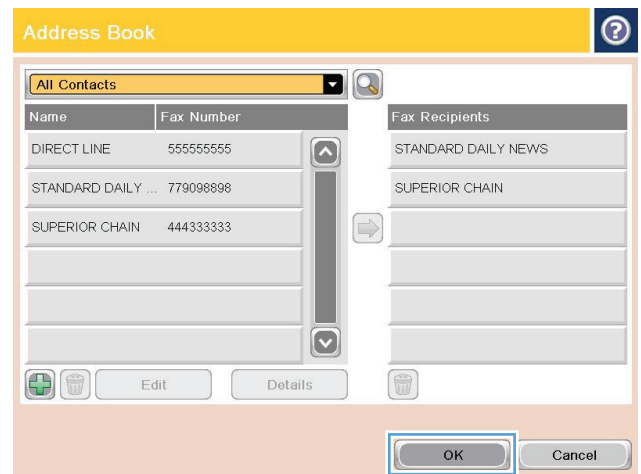 Address Book
?
All Contacts
Name Fax Number
Fax Recipients
DIRECT LINE 555555555
STANDARD DAILY NEWS
STANDARD DAILY ... 779098898
SUPERIOR CHAIN
SUPERIOR CHAIN 444333333
Edit Details
OK Cancel